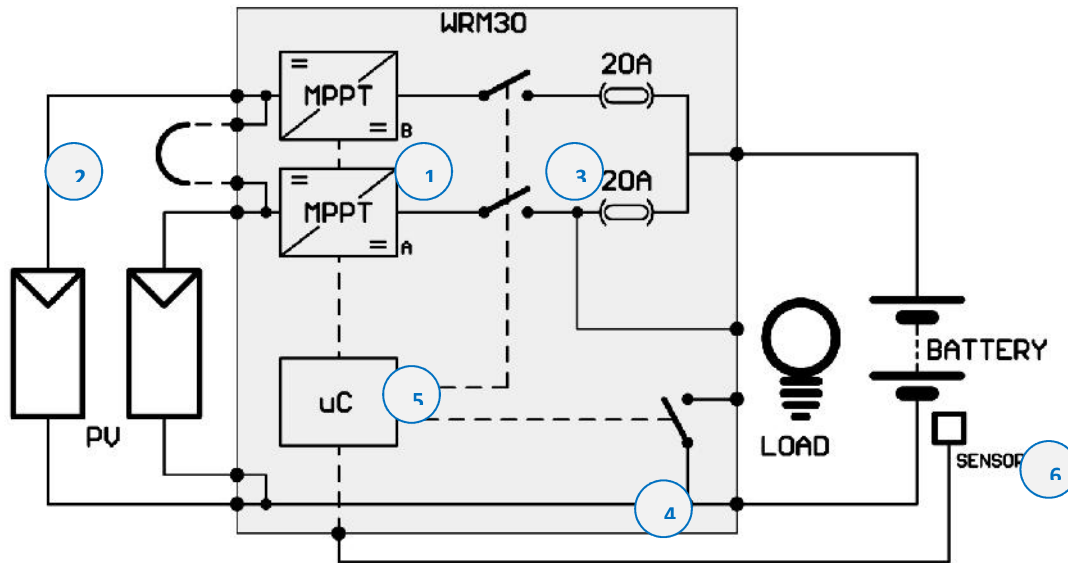 WRM30
20A
MPPT
B
2
1
3
20A
MPPT
A
BATTERY
uC
5
PV
LOAD
SENSOR
6
4